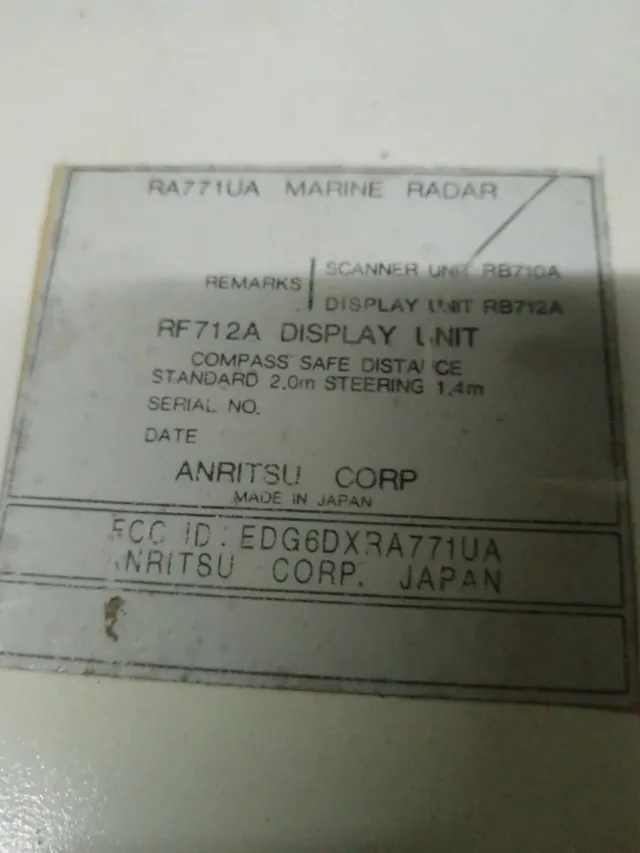 RA771UA MARINE RADAR
REMARKS
SCANNER UNIT RB710A
DISPLAY UNIT RB712A
RF712A DISPLAY UNIT
COMPASS SAFE DISTANCE
STANDARD 2.0m STEERING 1.4m
SERIAL NO.
DATE
ANRITSU CORP
MADE IN JAPAN
FCC ID: EDG6DXRA771UA
ANRITSU CORP. JAPAN